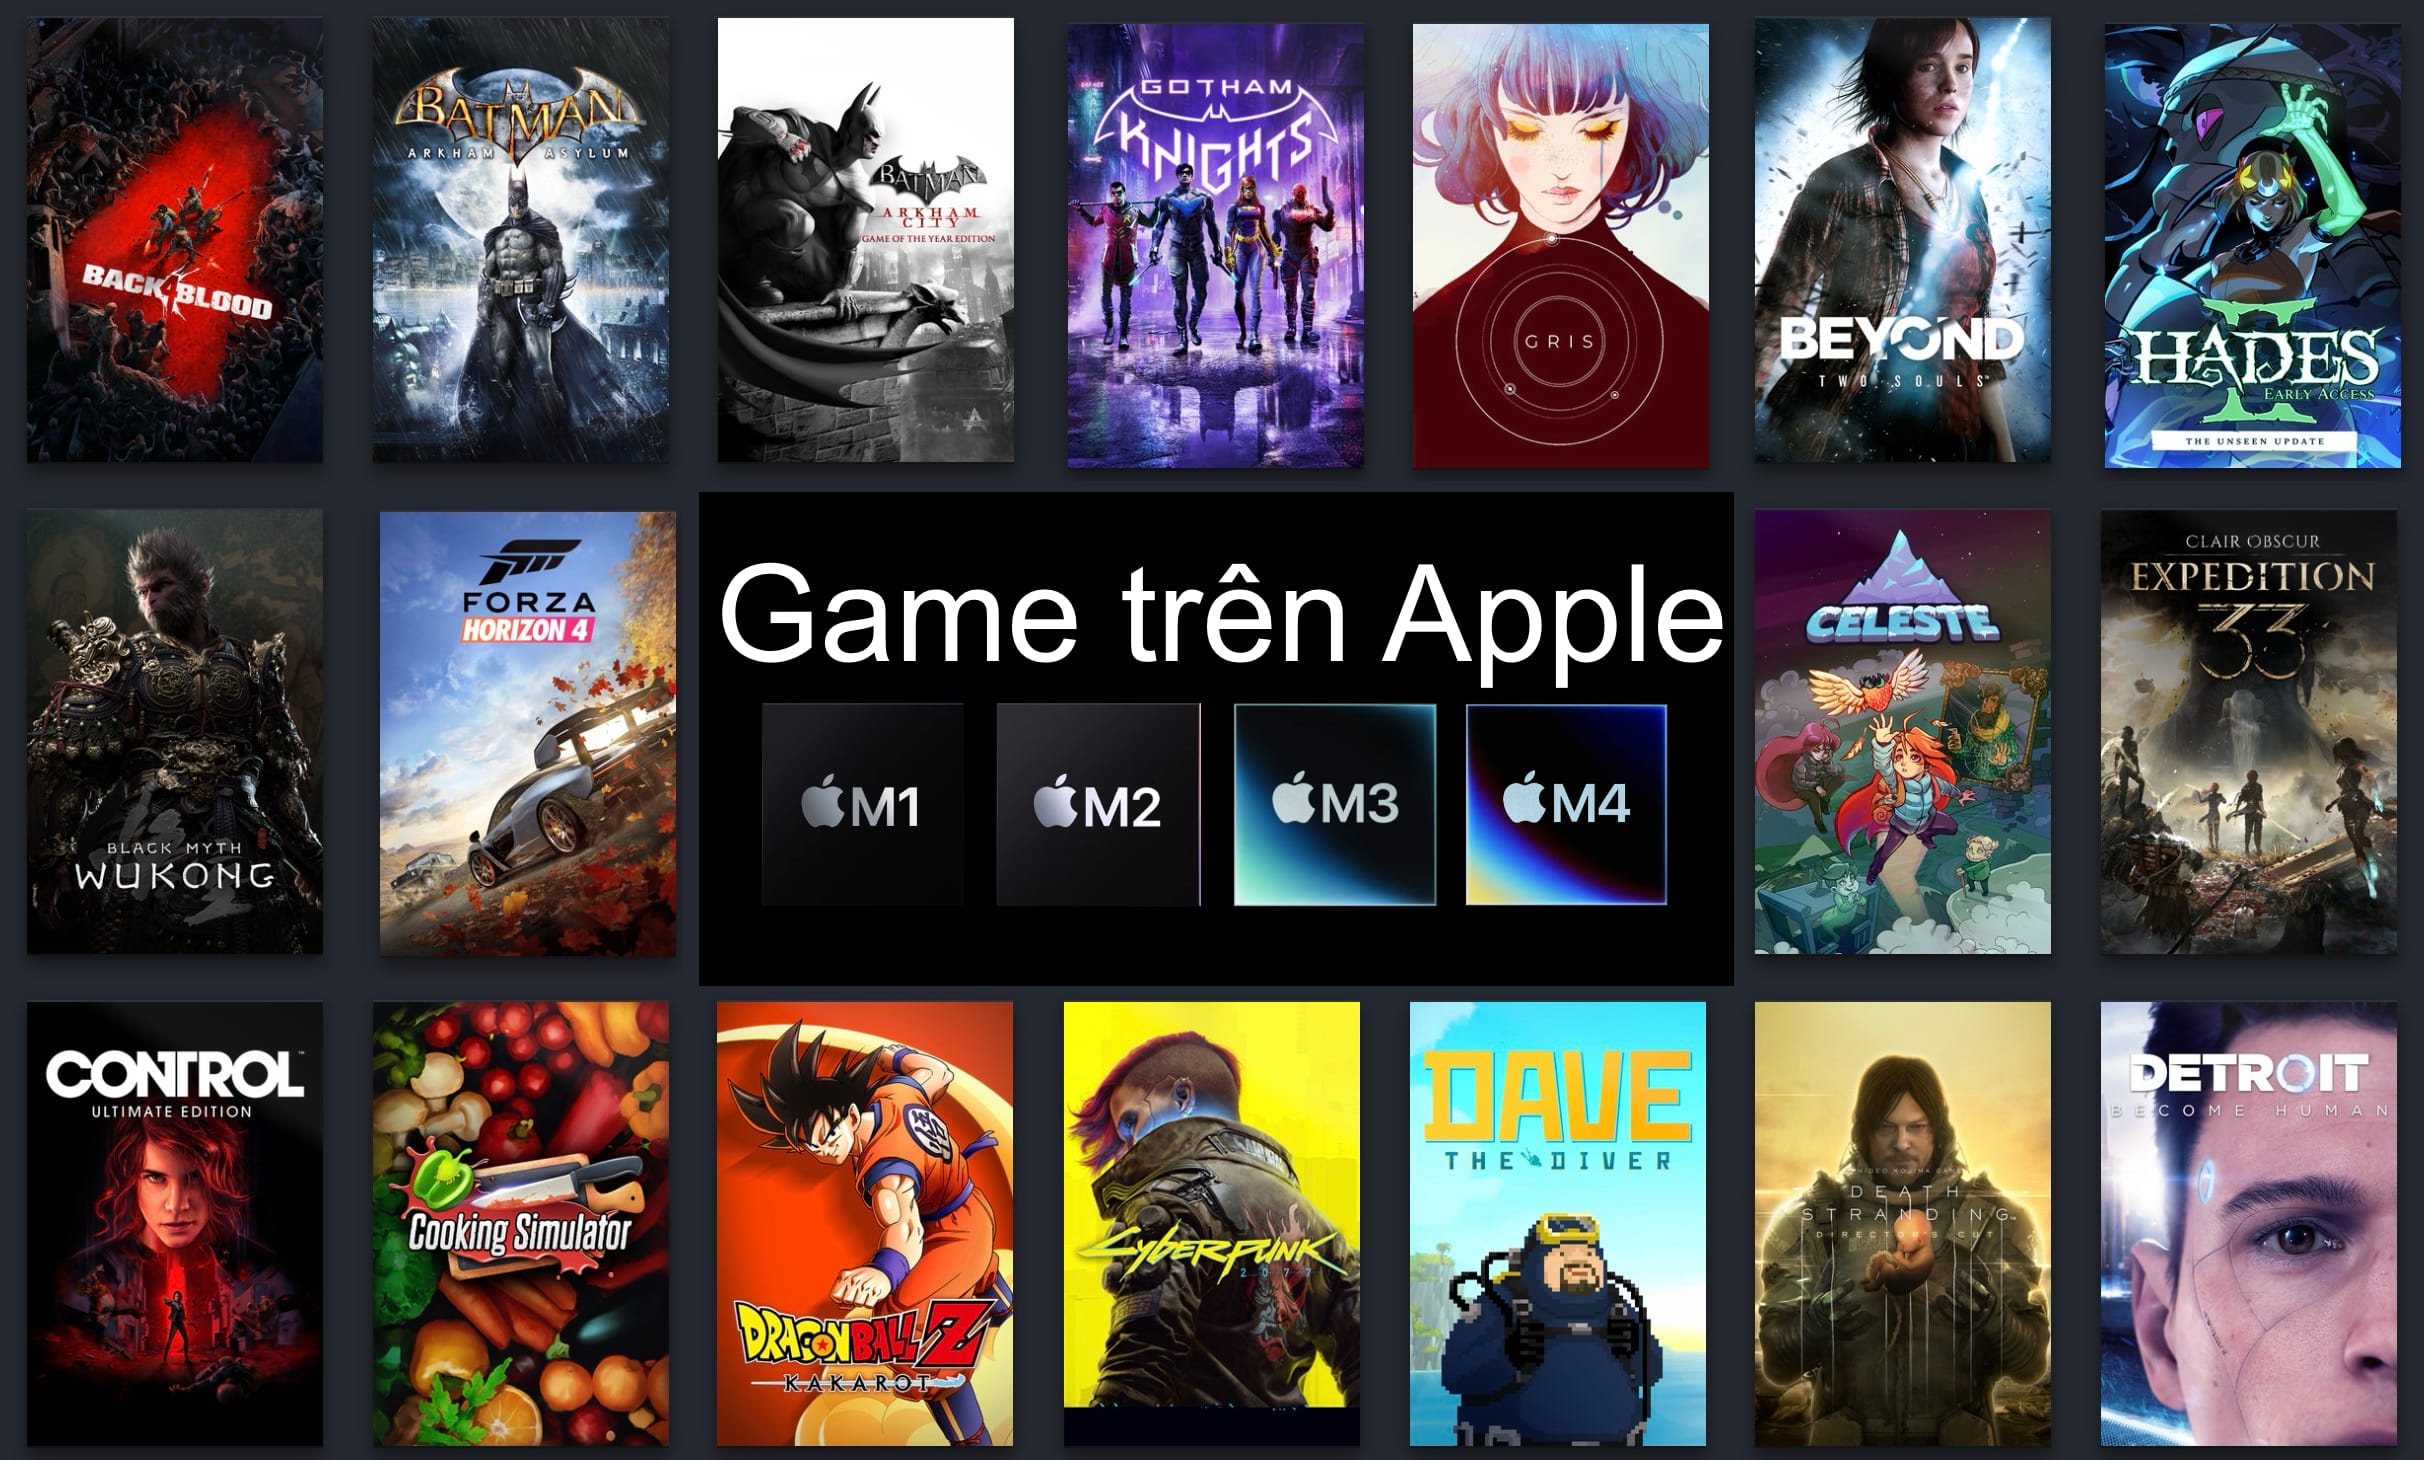 BACK 4 BLOOD
BATMAN
ARKHAM ASYLUM
BATMAN
ARKHAM
CITY
GAME OF THE YEAR EDITION
GOTHAM
KNIGHTS
GRIS
BEYOND
TWO SOULS
HADES
II
EARLY ACCESS
THE UNSEEN UPDATE
BLACK MYTH
WUKONG
FORZA
HORIZON 4
Game trên Apple
M1
M2
M3
M4
CELESTE
CLAIR OBSCUR
EXPEDITION
33
CONTROL
ULTIMATE EDITION
Cooking Simulator
DRAGON BALL Z
KAKAROT
Cyberpunk
2077
DAVE
THE DIVER
A HIDEO KOJIMA GAME
DEATH
STRANDING
DIRECTOR'S CUT
DETROIT
BECOME HUMAN